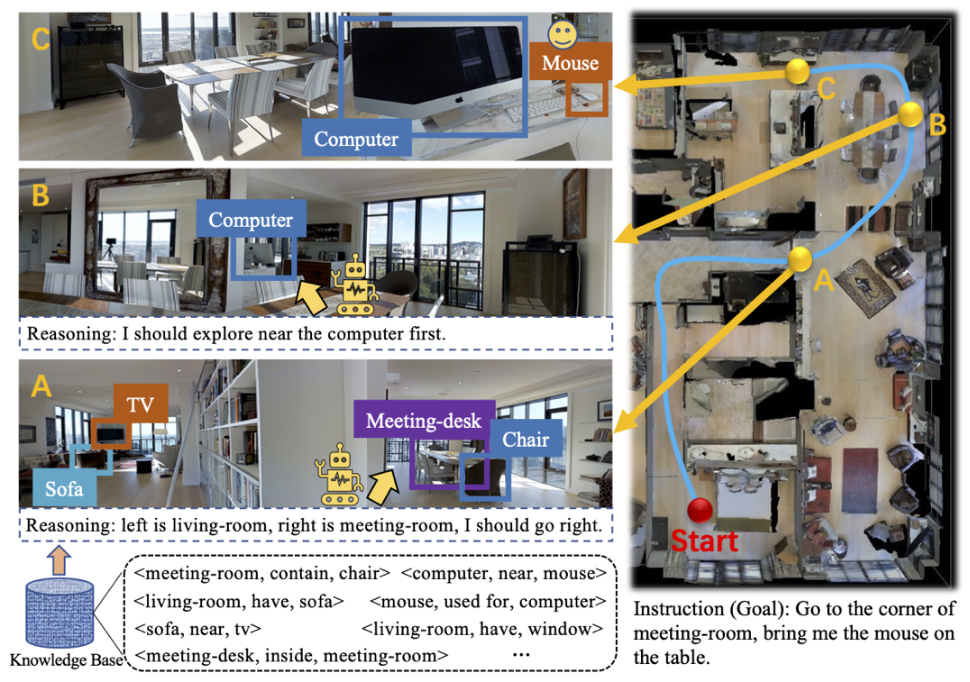 C
Mouse
Computer
B
Computer
Reasoning: I should explore near the computer first.
A
TV
Meeting-desk
Chair
Sofa
Reasoning: left is living-room, right is meeting-room, I should go right.
<meeting-room, contain, chair> <computer, near, mouse>
<living-room, have, sofa> <mouse, used for, computer>
<sofa, near, tv> <living-room, have, window>
<meeting-desk, inside, meeting-room> ...
Knowledge Base
C
B
A
Start
Instruction (Goal): Go to the corner of
meeting-room, bring me the mouse on
the table.